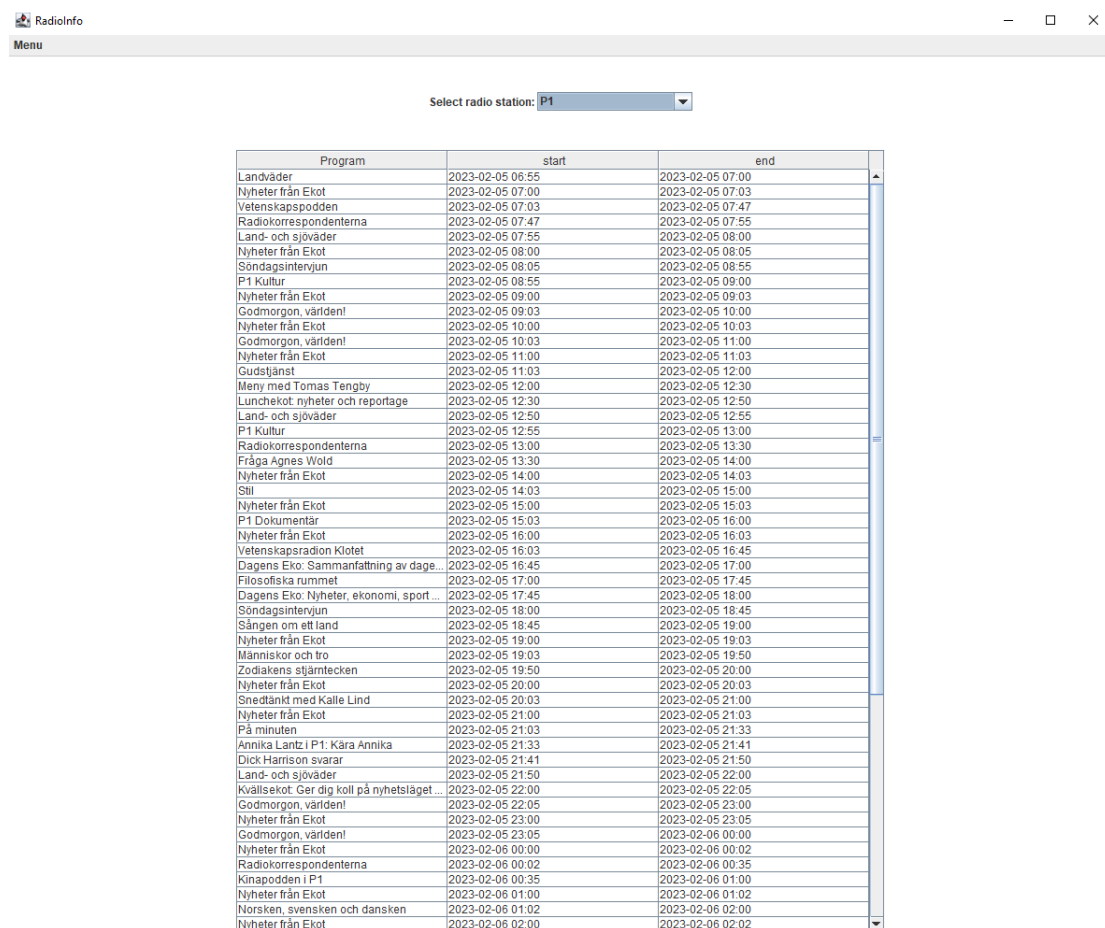 RadioInfo
Menu
Select radio station: P1
Program start end
Landväder 2023-02-05 06:55 2023-02-05 07:00
Nyheter från Ekot 2023-02-05 07:00 2023-02-05 07:03
Vetenskapspodden 2023-02-05 07:03 2023-02-05 07:47
Radiokorrespondenterna 2023-02-05 07:47 2023-02-05 07:55
Land- och sjöväder 2023-02-05 07:55 2023-02-05 08:00
Nyheter från Ekot 2023-02-05 08:00 2023-02-05 08:05
Söndagsintervjun 2023-02-05 08:05 2023-02-05 08:55
P1 Kultur 2023-02-05 08:55 2023-02-05 09:00
Nyheter från Ekot 2023-02-05 09:00 2023-02-05 09:03
Godmorgon, världen! 2023-02-05 09:03 2023-02-05 10:00
Nyheter från Ekot 2023-02-05 10:00 2023-02-05 10:03
Godmorgon, världen! 2023-02-05 10:03 2023-02-05 11:00
Nyheter från Ekot 2023-02-05 11:00 2023-02-05 11:03
Gudstjänst 2023-02-05 11:03 2023-02-05 12:00
Meny med Tomas Tengby 2023-02-05 12:00 2023-02-05 12:30
Lunchekot: nyheter och reportage 2023-02-05 12:30 2023-02-05 12:50
Land- och sjöväder 2023-02-05 12:50 2023-02-05 12:55
P1 Kultur 2023-02-05 12:55 2023-02-05 13:00
Radiokorrespondenterna 2023-02-05 13:00 2023-02-05 13:30
Fråga Agnes Wold 2023-02-05 13:30 2023-02-05 14:00
Nyheter från Ekot 2023-02-05 14:00 2023-02-05 14:03
Stil 2023-02-05 14:03 2023-02-05 15:00
Nyheter från Ekot 2023-02-05 15:00 2023-02-05 15:03
P1 Dokumentär 2023-02-05 15:03 2023-02-05 16:00
Nyheter från Ekot 2023-02-05 16:00 2023-02-05 16:03
Vetenskapsradion Klotet 2023-02-05 16:03 2023-02-05 16:45
Dagens Eko: Sammanfattning av dage... 2023-02-05 16:45 2023-02-05 17:00
Filosofiska rummet 2023-02-05 17:00 2023-02-05 17:45
Dagens Eko: Nyheter, ekonomi, sport ... 2023-02-05 17:45 2023-02-05 18:00
Söndagsintervjun 2023-02-05 18:00 2023-02-05 18:45
Sången om ett land 2023-02-05 18:45 2023-02-05 19:00
Nyheter från Ekot 2023-02-05 19:00 2023-02-05 19:03
Människor och tro 2023-02-05 19:03 2023-02-05 19:50
Zodiakens stjärntecken 2023-02-05 19:50 2023-02-05 20:00
Nyheter från Ekot 2023-02-05 20:00 2023-02-05 20:03
Snedtänkt med Kalle Lind 2023-02-05 20:03 2023-02-05 21:00
Nyheter från Ekot 2023-02-05 21:00 2023-02-05 21:03
På minuten 2023-02-05 21:03 2023-02-05 21:33
Annika Lantz i P1: Kära Annika 2023-02-05 21:33 2023-02-05 21:41
Dick Harrison svarar 2023-02-05 21:41 2023-02-05 21:50
Land- och sjöväder 2023-02-05 21:50 2023-02-05 22:00
Kvällsekot: Ger dig koll på nyhetsläget ... 2023-02-05 22:00 2023-02-05 22:05
Godmorgon, världen! 2023-02-05 22:05 2023-02-05 23:00
Nyheter från Ekot 2023-02-05 23:00 2023-02-05 23:05
Godmorgon, världen! 2023-02-05 23:05 2023-02-06 00:00
Nyheter från Ekot 2023-02-06 00:00 2023-02-06 00:02
Radiokorrespondenterna 2023-02-06 00:02 2023-02-06 00:35
Kinapodden i P1 2023-02-06 00:35 2023-02-06 01:00
Nyheter från Ekot 2023-02-06 01:00 2023-02-06 01:02
Norsken, svensken och dansken 2023-02-06 01:02 2023-02-06 02:00
Nyheter från Ekot 2023-02-06 02:00 2023-02-06 02:02